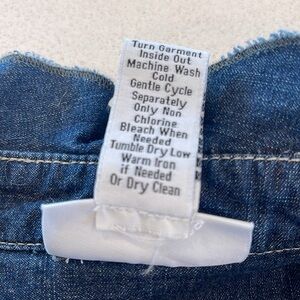 Turn Garment
Inside Out
Machine Wash
Cold
Gentle Cycle
Separately
Only Non
Chlorine
Bleach When
Needed
Tumble Dry Low
Warm Iron
if Needed
Or Dry Clean